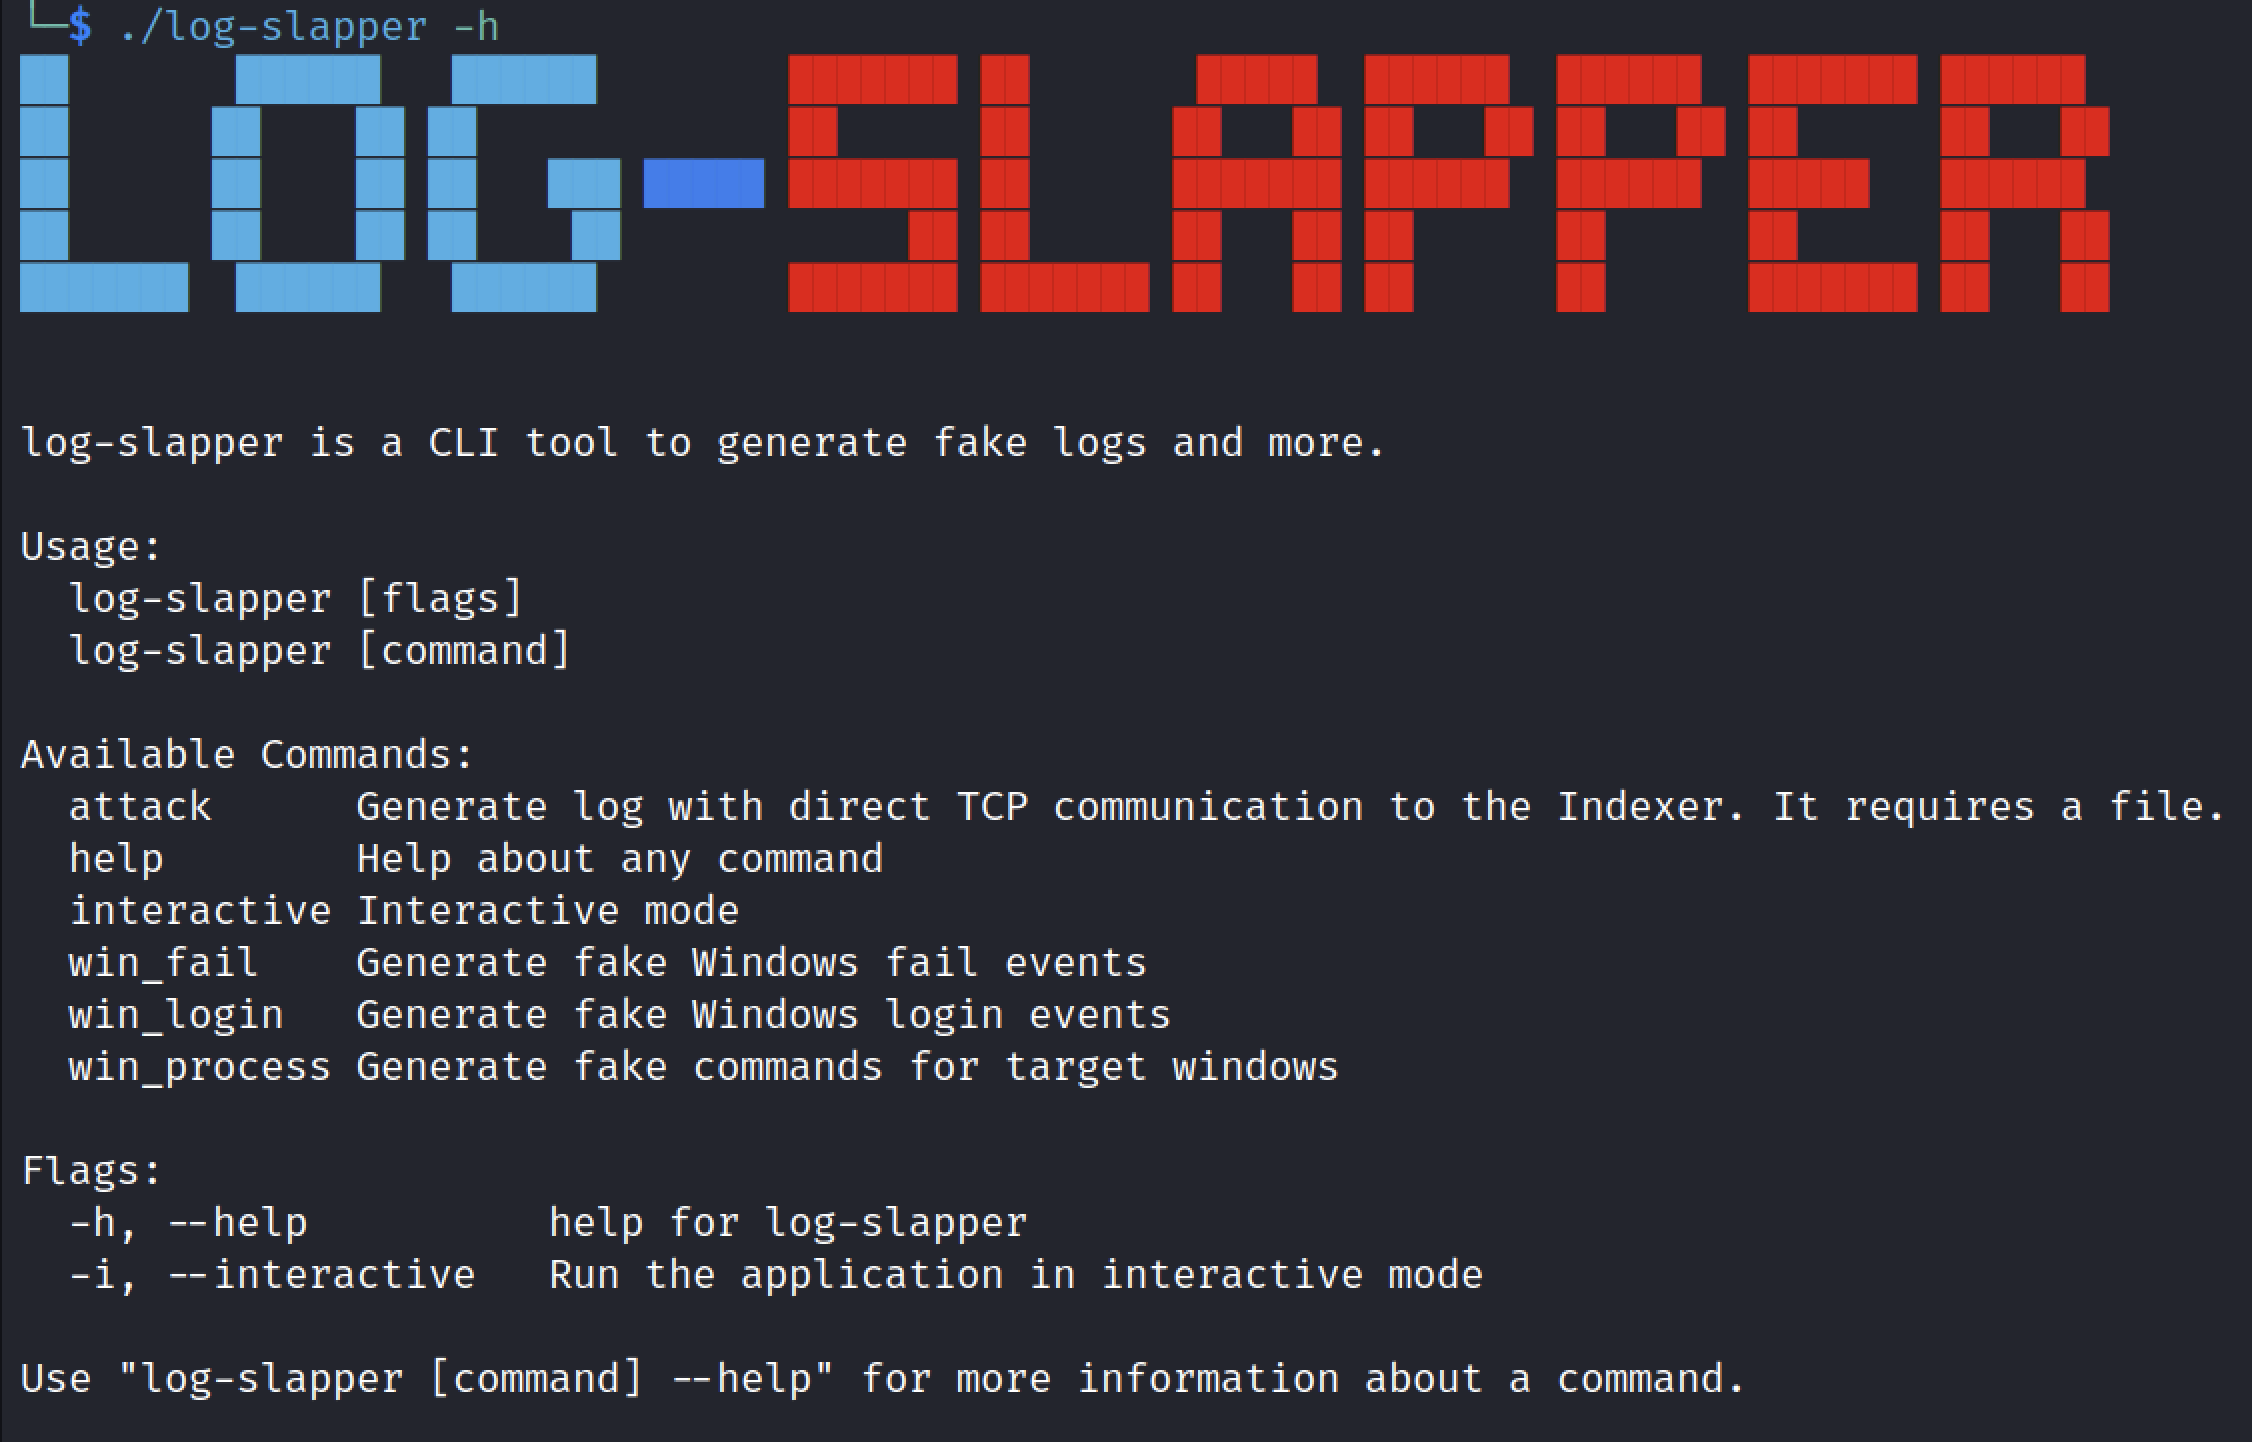 └─$ ./log-slapper -h
LOG-SLAPPER
log-slapper is a CLI tool to generate fake logs and more.
Usage:
  log-slapper [flags]
  log-slapper [command]
Available Commands:
  attack      Generate log with direct TCP communication to the Indexer. It requires a file.
  help        Help about any command
  interactive Interactive mode
  win_fail    Generate fake Windows fail events
  win_login   Generate fake Windows login events
  win_process Generate fake commands for target windows
Flags:
  -h, --help          help for log-slapper
  -i, --interactive   Run the application in interactive mode
Use "log-slapper [command] --help" for more information about a command.